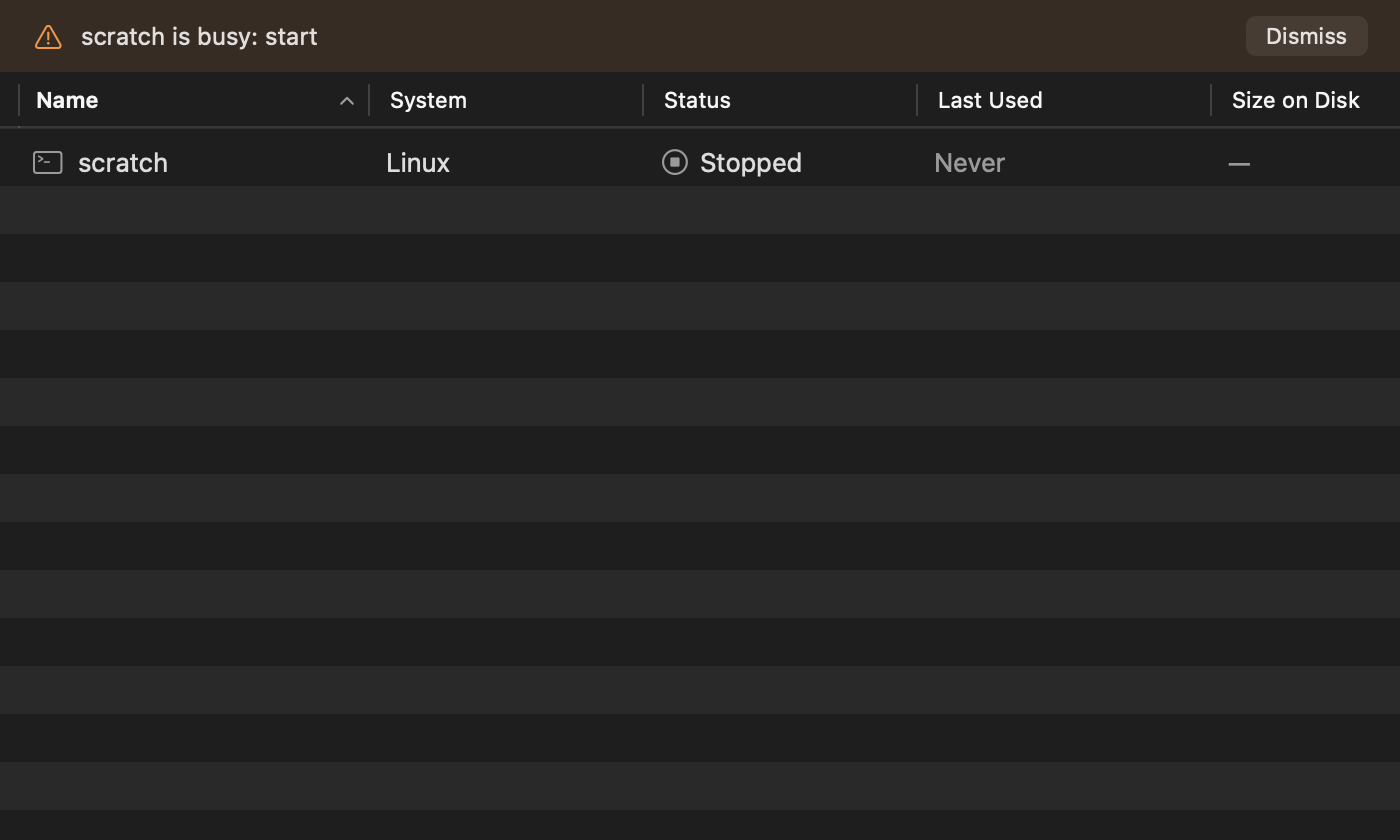 scratch is busy: start
Dismiss
Name System Status Last Used Size on Disk
scratch Linux Stopped Never —